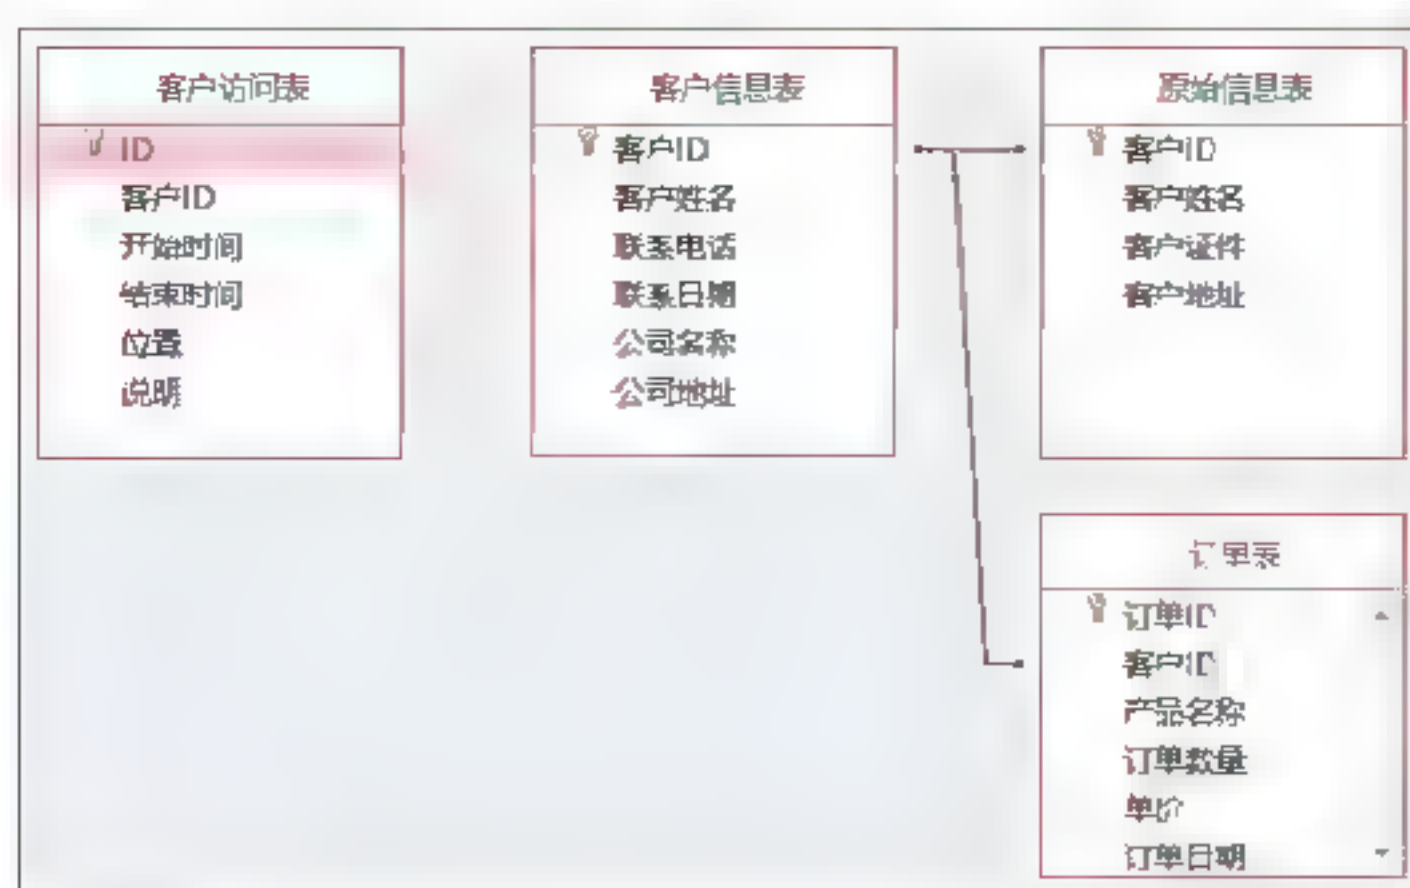 客户访问表
ID
客户ID
开始时间
结束时间
位置
说明
客户信息表
客户ID
客户姓名
联系电话
联系日期
公司名称
公司地址
原始信息表
客户ID
客户姓名
客户证件
客户地址
订单表
订单ID
客户ID
产品名称
订单数量
单价
订单日期